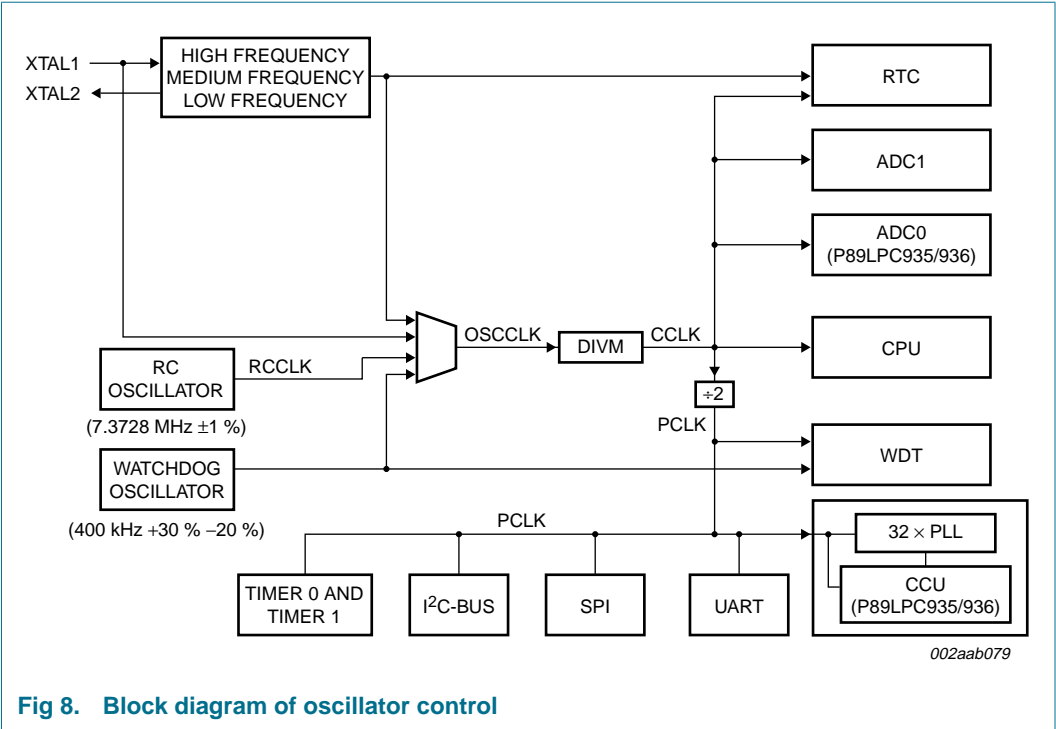 XTAL1
XTAL2
HIGH FREQUENCY
MEDIUM FREQUENCY
LOW FREQUENCY
RTC
ADC1
ADC0
(P89LPC935/936)
OSCCLK
DIVM
CCLK
CPU
RC
OSCILLATOR
RCCLK
(7.3728 MHz ±1 %)
÷2
PCLK
WDT
WATCHDOG
OSCILLATOR
(400 kHz +30 % −20 %)
PCLK
32 × PLL
CCU
(P89LPC935/936)
TIMER 0 AND
TIMER 1
I²C-BUS
SPI
UART
002aab079
Fig 8. Block diagram of oscillator control